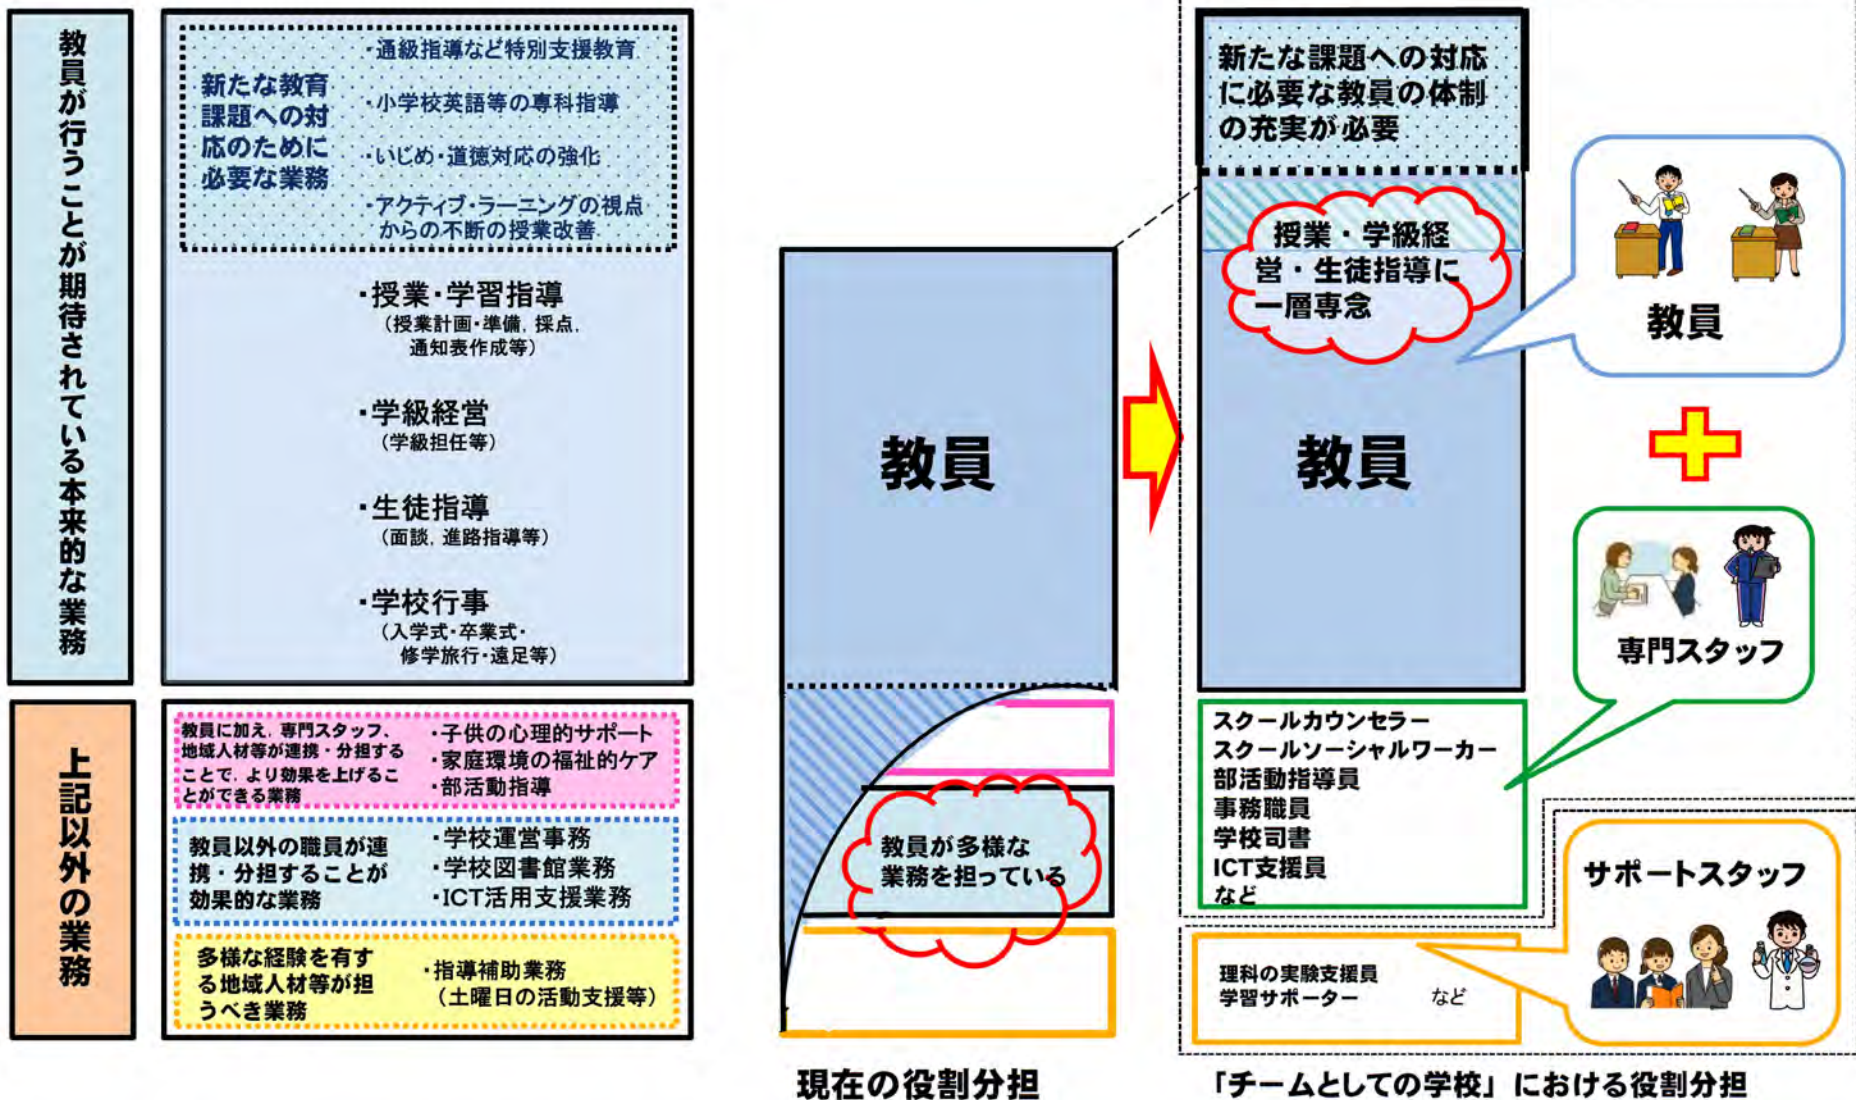 教員が行うことが期待されている本来的な業務
新たな教育
課題への対
応のために
必要な業務
・通級指導など特別支援教育
・小学校英語等の専科指導
・いじめ・道徳対応の強化
・アクティブ・ラーニングの視点
からの不断の授業改善
・授業・学習指導
（授業計画・準備，採点，
通知表作成等）
・学級経営
（学級担任等）
・生徒指導
（面談，進路指導等）
・学校行事
（入学式・卒業式・
修学旅行・遠足等）
上記以外の業務
教員に加え，専門スタッフ、
地域人材等が連携・分担する
ことで，より効果を上げるこ
とができる業務
・子供の心理的サポート
・家庭環境の福祉的ケア
・部活動指導
教員以外の職員が連
携・分担することが
効果的な業務
・学校運営事務
・学校図書館業務
・ICT活用支援業務
多様な経験を有す
る地域人材等が担
うべき業務
・指導補助業務
（土曜日の活動支援等）
教員
教員が多様な
業務を担っている
現在の役割分担
新たな課題への対応
に必要な教員の体制
の充実が必要
授業・学級経
営・生徒指導に
一層専念
教員
スクールカウンセラー
スクールソーシャルワーカー
部活動指導員
事務職員
学校司書
ICT支援員
など
理科の実験支援員
学習サポーター など
教員
専門スタッフ
サポートスタッフ
「チームとしての学校」における役割分担